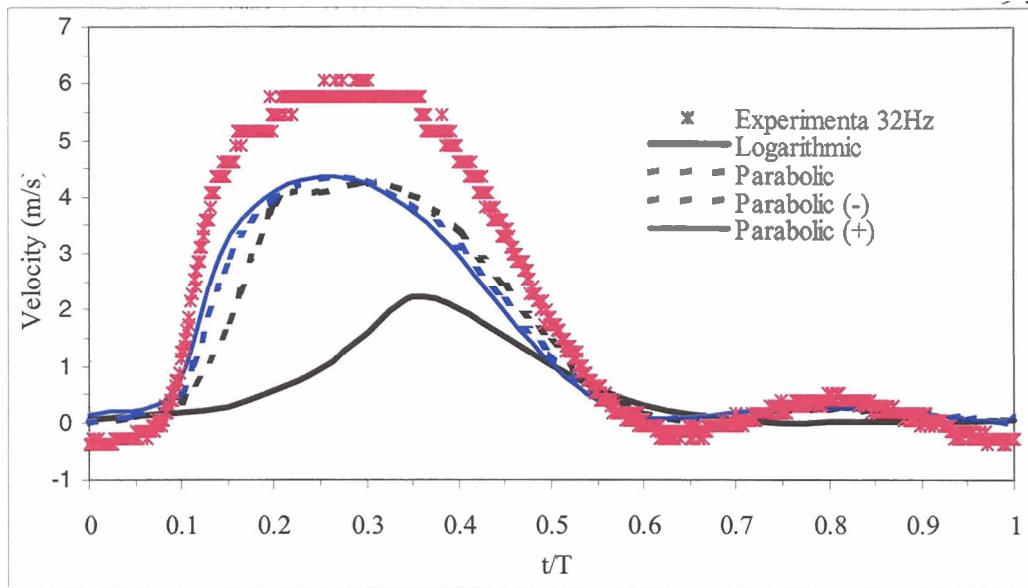 7
6
5
4
3
2
1
0
-1
Velocity (m/s)
Experimenta 32Hz
Logarithmic
Parabolic
Parabolic (-)
Parabolic (+)
0 0.1 0.2 0.3 0.4 0.5 0.6 0.7 0.8 0.9 1
t/T